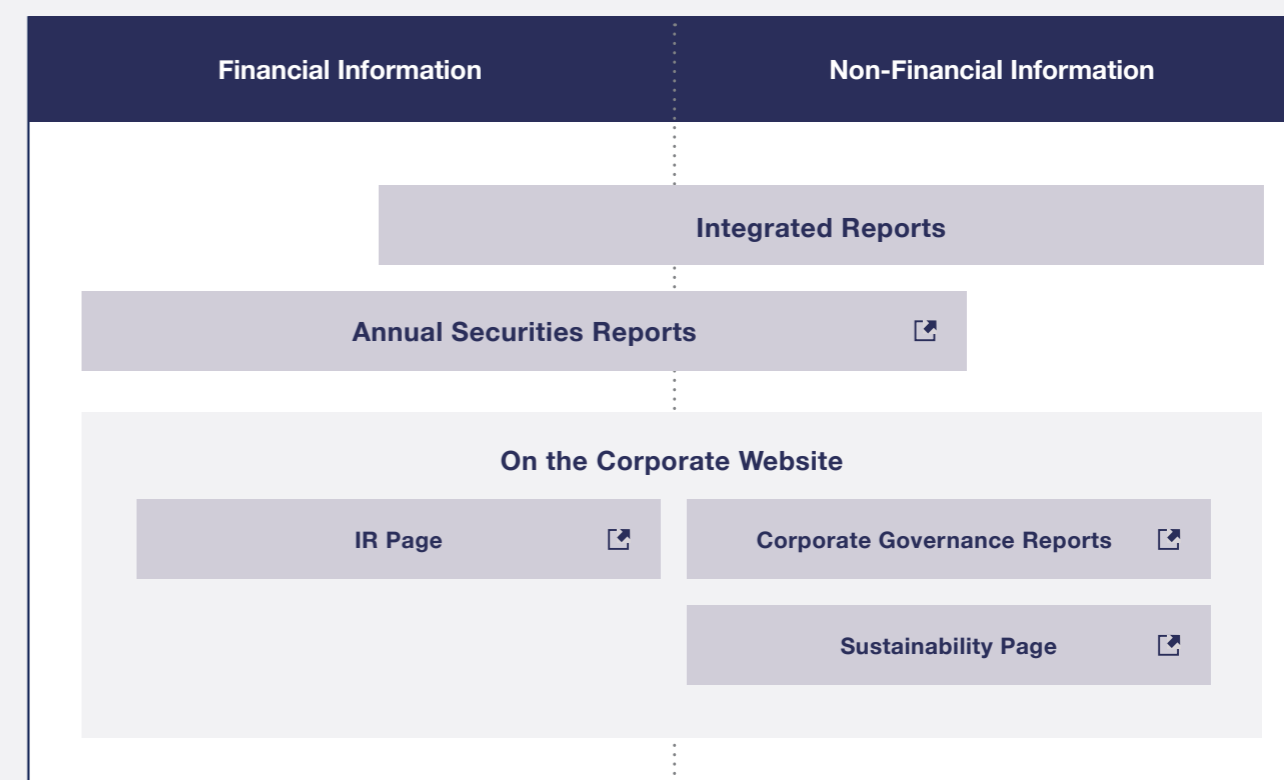 Financial Information
Non-Financial Information
Integrated Reports
Annual Securities Reports
On the Corporate Website
IR Page
Corporate Governance Reports
Sustainability Page